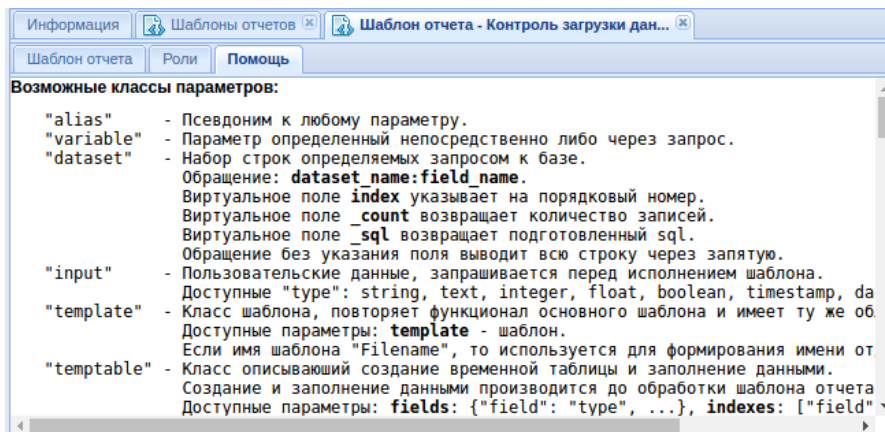 Информация Шаблоны отчетов Шаблон отчета - Контроль загрузки дан...
Шаблон отчета Роли Помощь
Возможные классы параметров:
"alias" - Псевдоним к любому параметру.
"variable" - Параметр определенный непосредственно либо через запрос.
"dataset" - Набор строк определяемых запросом к базе.
Обращение: dataset_name:field_name.
Виртуальное поле index указывает на порядковый номер.
Виртуальное поле _count возвращает количество записей.
Виртуальное поле _sql возвращает подготовленный sql.
Обращение без указания поля выводит всю строку через запятую.
"input" - Пользовательские данные, запрашивается перед исполнением шаблона.
Доступные "type": string, text, integer, float, boolean, timestamp, da
"template" - Класс шаблона, повторяет функционал основного шаблона и имеет ту же об
Доступные параметры: template - шаблон.
Если имя шаблона "Filename", то используется для формирования имени от
"temptable" - Класс описываюший создание временной таблицы и заполнение данными.
Создание и заполнение данными производится до обработки шаблона отчета
Доступные параметры: fields: {"field": "type", ...}, indexes: ["field"